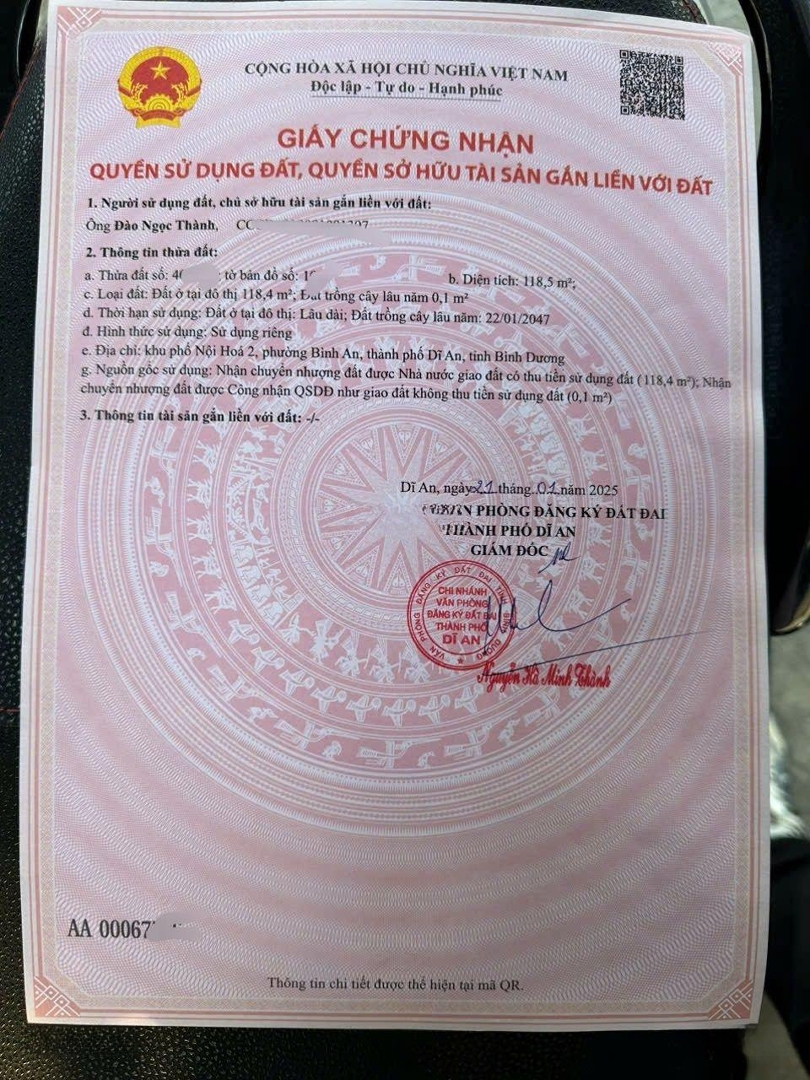 CỘNG HÒA XÃ HỘI CHỦ NGHĨA VIỆT NAM
Độc lập - Tự do - Hạnh phúc
GIẤY CHỨNG NHẬN
QUYỀN SỬ DỤNG ĐẤT, QUYỀN SỞ HỮU TÀI SẢN GẮN LIỀN VỚI ĐẤT
1. Người sử dụng đất, chủ sở hữu tài sản gắn liền với đất:
Ông Đào Ngọc Thành,
2. Thông tin thửa đất:
a. Thửa đất số: tờ bản đồ số: b. Diện tích: 118,5 m²;
c. Loại đất: Đất ở tại đô thị 118,4 m²; Đất trồng cây lâu năm 0,1 m²
d. Thời hạn sử dụng: Đất ở tại đô thị: Lâu dài; Đất trồng cây lâu năm: 22/01/2047
đ. Hình thức sử dụng: Sử dụng riêng
e. Địa chỉ: khu phố Nội Hoá 2, phường Bình An, thành phố Dĩ An, tỉnh Bình Dương
g. Nguồn gốc sử dụng: Nhận chuyển nhượng đất được Nhà nước giao đất có thu tiền sử dụng đất (118,4 m²); Nhận
chuyển nhượng đất được Công nhận QSDĐ như giao đất không thu tiền sử dụng đất (0,1 m²)
3. Thông tin tài sản gắn liền với đất: -/-
Dĩ An, ngày 21 tháng 01 năm 2025
PHÒNG ĐĂNG KÝ ĐẤT ĐAI
THÀNH PHỐ DĨ AN
GIÁM ĐỐC
CHI NHÁNH
VĂN PHÒNG
ĐĂNG KÝ ĐẤT ĐAI
THÀNH PHỐ
DĨ AN
VĂN PHÒNG ĐĂNG KÝ ĐẤT ĐAI TỈNH BÌNH DƯƠNG
Nguyễn Hà Minh Thành
AA 00067
Thông tin chi tiết được thể hiện tại mã QR.